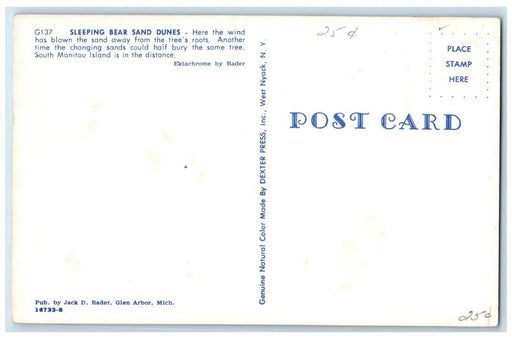 G137 SLEEPING BEAR SAND DUNES - Here the wind
has blown the sand away from the tree's roots. Another
time the changing sands could half bury the same tree.
South Manitou Island is in the distance.
Ektachrome by Rader
25¢
PLACE
STAMP
HERE
POST CARD
Genuine Natural Color Made By DEXTER PRESS, Inc., West Nyack, N. Y.
Pub. by Jack D. Rader, Glen Arbor, Mich.
16733-B
25¢